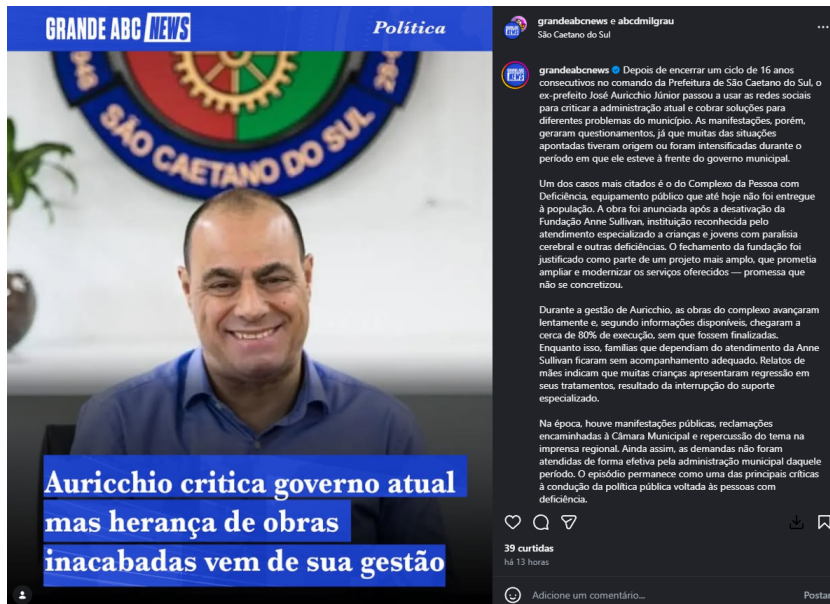 GRANDE ABC NEWS
Política
SÃO CAETANO DO SUL
Auricchio critica governo atual
mas herança de obras
inacabadas vem de sua gestão
grandeabcnews e abcdmilgrau
São Caetano do Sul
grandeabcnews Depois de encerrar um ciclo de 16 anos
consecutivos no comando da Prefeitura de São Caetano do Sul, o
ex-prefeito José Auricchio Júnior passou a usar as redes sociais
para criticar a administração atual e cobrar soluções para
diferentes problemas do município. As manifestações, porém,
geraram questionamentos, já que muitas das situações
apontadas tiveram origem ou foram intensificadas durante o
período em que ele esteve à frente do governo municipal.
Um dos casos mais citados é o do Complexo da Pessoa com
Deficiência, equipamento público que até hoje não foi entregue
à população. A obra foi anunciada após a desativação da
Fundação Anne Sullivan, instituição reconhecida pelo
atendimento especializado a crianças e jovens com paralisia
cerebral e outras deficiências. O fechamento da fundação foi
justificado como parte de um projeto mais amplo, que prometia
ampliar e modernizar os serviços oferecidos — promessa que
não se concretizou.
Durante a gestão de Auricchio, as obras do complexo avançaram
lentamente e, segundo informações disponíveis, chegaram a
cerca de 80% de execução, sem que fossem finalizadas.
Enquanto isso, famílias que dependiam do atendimento da Anne
Sullivan ficaram sem acompanhamento adequado. Relatos de
mães indicam que muitas crianças apresentaram regressão em
seus tratamentos, resultado da interrupção do suporte
especializado.
Na época, houve manifestações públicas, reclamações
encaminhadas à Câmara Municipal e repercussão do tema na
imprensa regional. Ainda assim, as demandas não foram
atendidas de forma efetiva pela administração municipal daquele
período. O episódio permanece como uma das principais críticas
à condução da política pública voltada às pessoas com
deficiência.
39 curtidas
há 13 horas
Adicione um comentário...
Postar